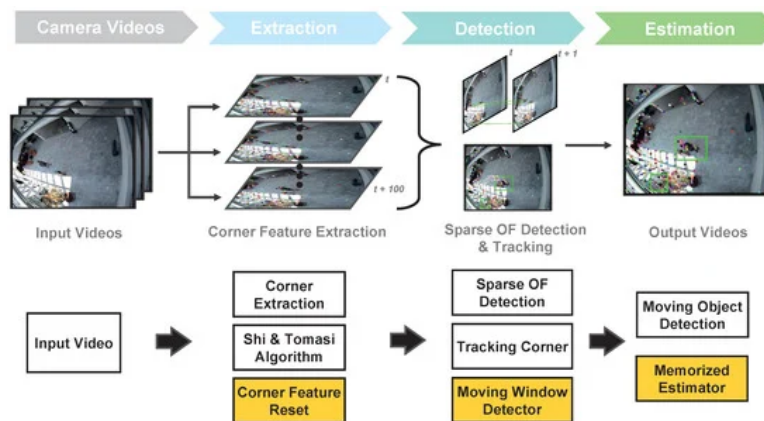 Camera Videos
Extraction
Detection
Estimation
t
t + 1
t + 100
Input Videos
Corner Feature Extraction
Sparse OF Detection
& Tracking
Output Videos
Input Video
Corner
Extraction
Shi & Tomasi
Algorithm
Corner Feature
Reset
Sparse OF
Detection
Tracking Corner
Moving Window
Detector
Moving Object
Detection
Memorized
Estimator